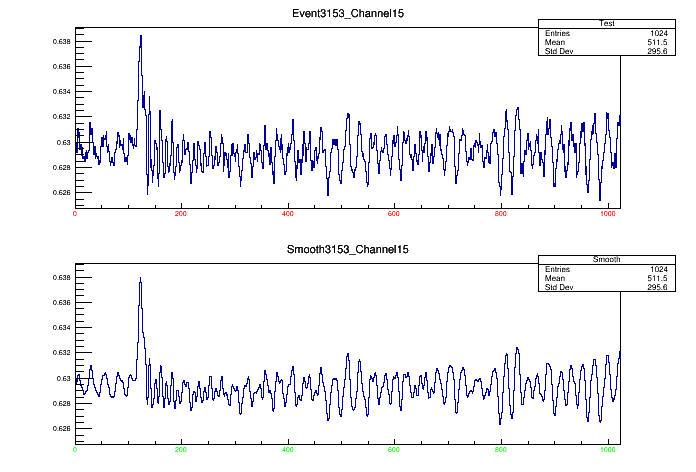 Event3153_Channel15
Test
Entries 1024
Mean 511.5
Std Dev 295.6
0.638
0.636
0.634
0.632
0.63
0.628
0.626
0 200 400 600 800 1000
Smooth3153_Channel15
Smooth
Entries 1024
Mean 511.5
Std Dev 295.6
0.638
0.636
0.634
0.632
0.63
0.628
0.626
0 200 400 600 800 1000